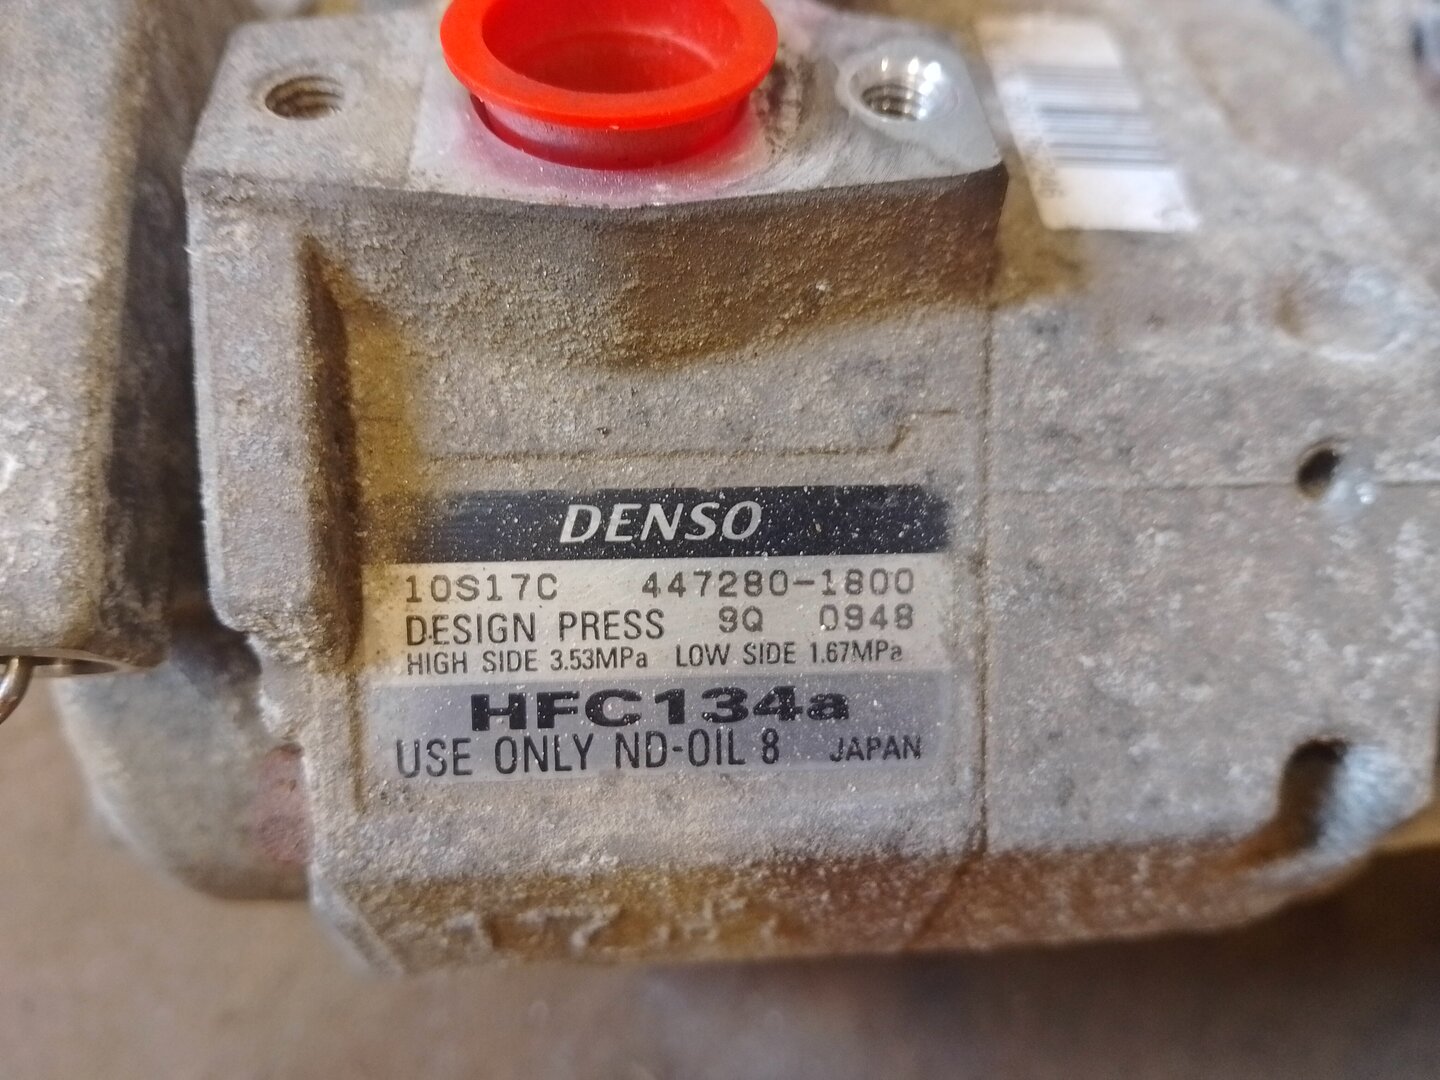 DENSO
10S17C 447280-1800
DESIGN PRESS 9Q 0948
HIGH SIDE 3.53MPa LOW SIDE 1.67MPa
HFC134a
USE ONLY ND-OIL 8 JAPAN